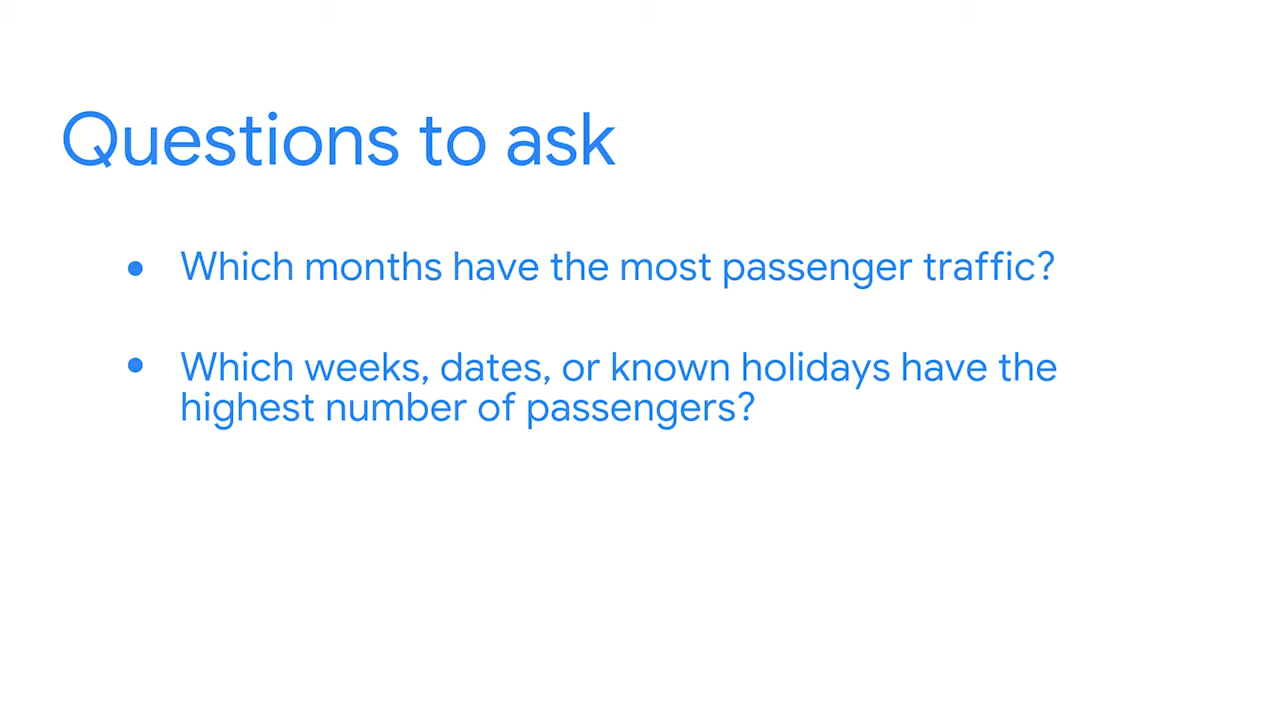 Questions to ask
• Which months have the most passenger traffic?
• Which weeks, dates, or known holidays have the
highest number of passengers?